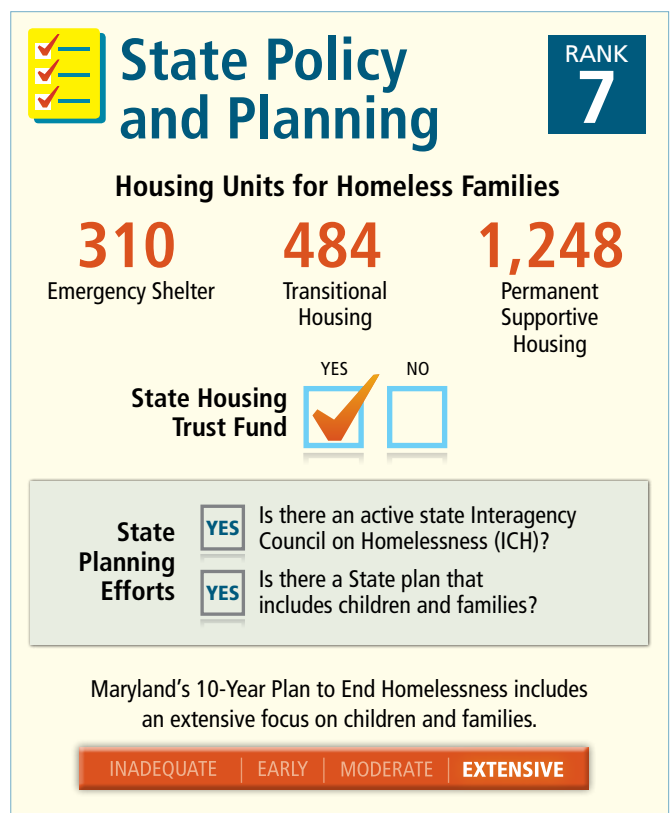 State Policy
and Planning
RANK
7
Housing Units for Homeless Families
310
Emergency Shelter
484
Transitional
Housing
1,248
Permanent
Supportive
Housing
YES
NO
State Housing
Trust Fund
State
Planning
Efforts
YES
Is there an active state Interagency
Council on Homelessness (ICH)?
YES
Is there a State plan that
includes children and families?
Maryland's 10-Year Plan to End Homelessness includes
an extensive focus on children and families.
INADEQUATE | EARLY | MODERATE | EXTENSIVE